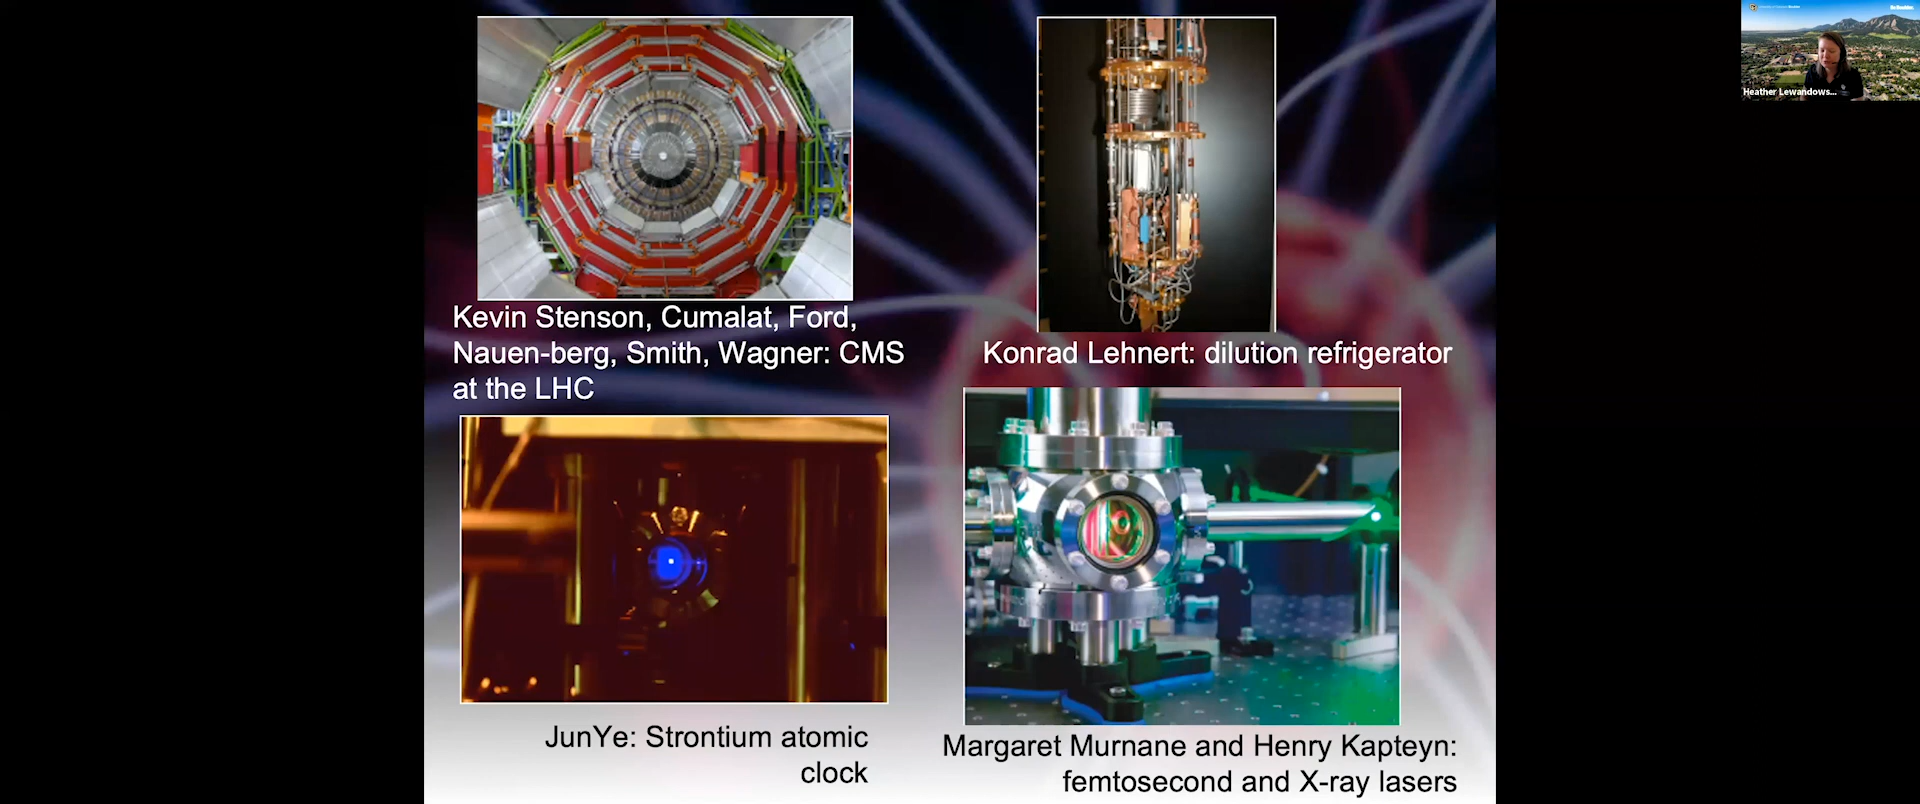 Kevin Stenson, Cumalat, Ford,
Nauen-berg, Smith, Wagner: CMS
at the LHC
Konrad Lehnert: dilution refrigerator
JunYe: Strontium atomic
clock
Margaret Murnane and Henry Kapteyn:
femtosecond and X-ray lasers
Heather Lewandows...